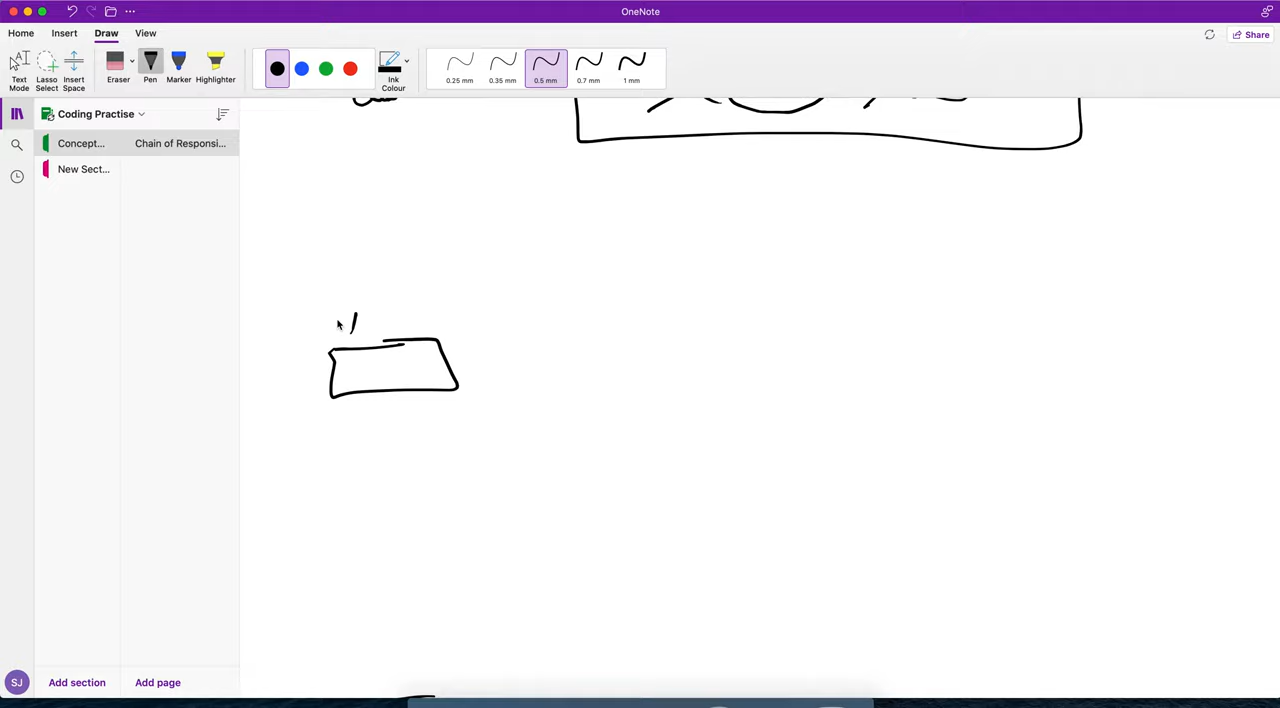 OneNote
Home Insert Draw View
Share
Text Mode
Lasso Select
Insert Space
Eraser
Pen
Marker
Highlighter
Ink Colour
0.25 mm
0.35 mm
0.5 mm
0.7 mm
1 mm
Coding Practise
Concept... Chain of Responsi...
New Sect...
SJ
Add section Add page